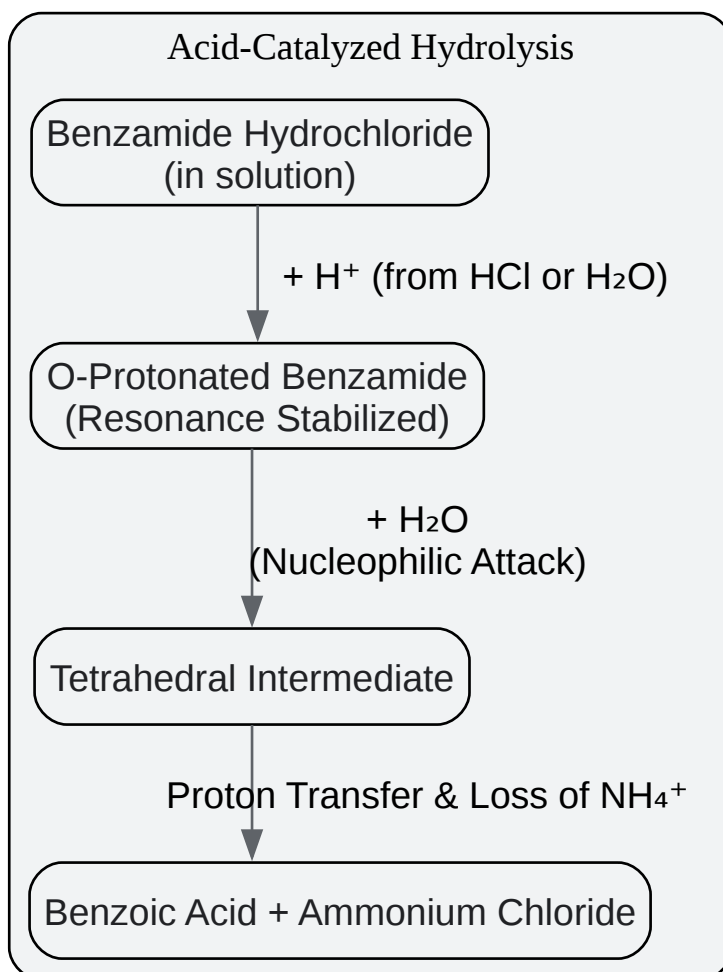 Acid-Catalyzed Hydrolysis
Benzamide Hydrochloride
(in solution)
+ H⁺ (from HCl or H₂O)
O-Protonated Benzamide
(Resonance Stabilized)
+ H₂O
(Nucleophilic Attack)
Tetrahedral Intermediate
Proton Transfer & Loss of NH₄⁺
Benzoic Acid + Ammonium Chloride